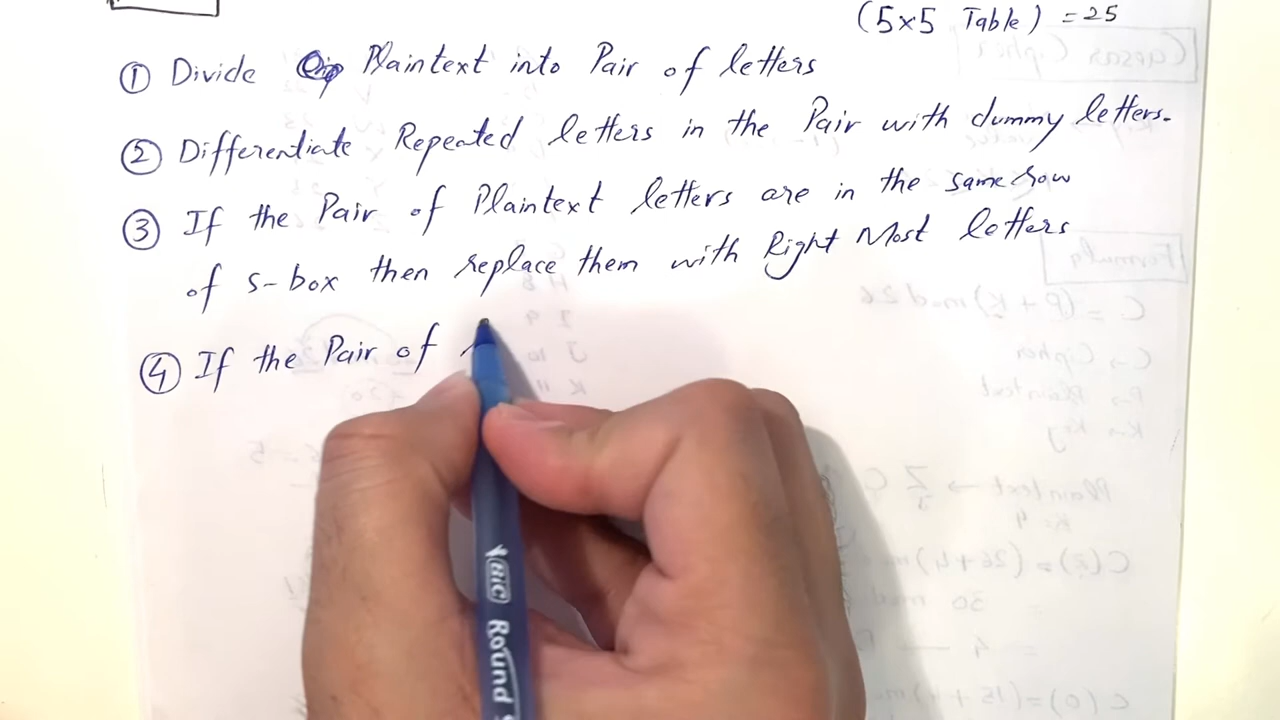 (5×5 Table) = 25
① Divide Plaintext into Pair of letters
② Differentiate Repeated letters in the Pair with dummy letters.
③ If the Pair of Plaintext letters are in the same row
of S-box then replace them with Right Most letters
④ If the Pair of
BIC Round